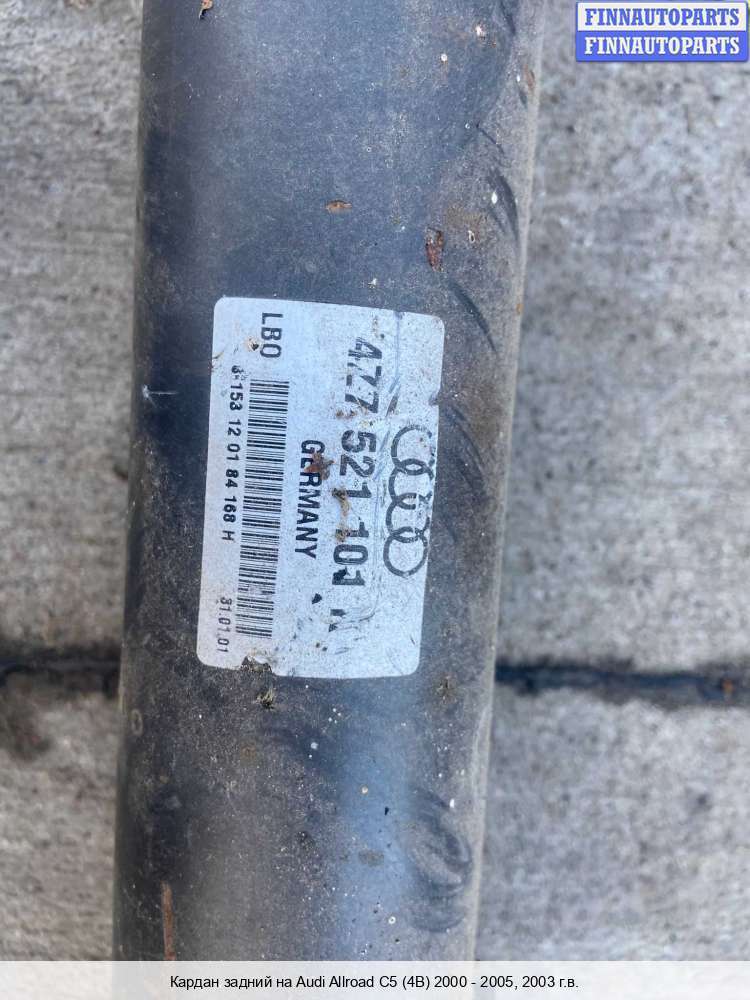 FINNAUTOPARTS
FINNAUTOPARTS
4Z7 521 101
GERMANY
LBO
153 12 01 84 168 H
31.01.01
Кардан задний на Audi Allroad C5 (4B) 2000 - 2005, 2003 г.в.